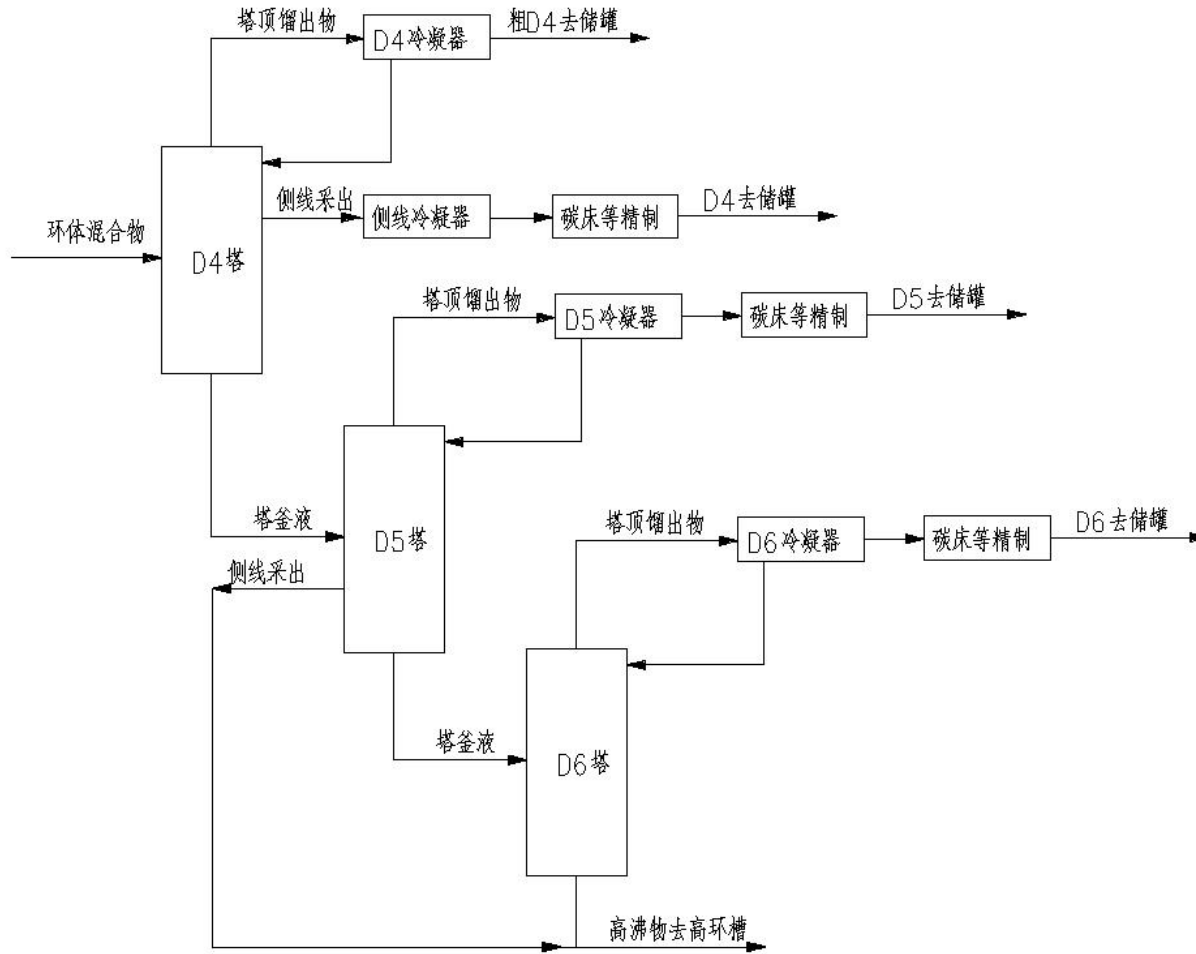 塔顶馏出物
D4冷凝器
粗D4去储罐
环体混合物
D4塔
侧线采出
侧线冷凝器
碳床等精制
D4去储罐
塔顶馏出物
D5冷凝器
碳床等精制
D5去储罐
塔釜液
D5塔
侧线采出
塔顶馏出物
D6冷凝器
碳床等精制
D6去储罐
塔釜液
D6塔
高沸物去高环槽